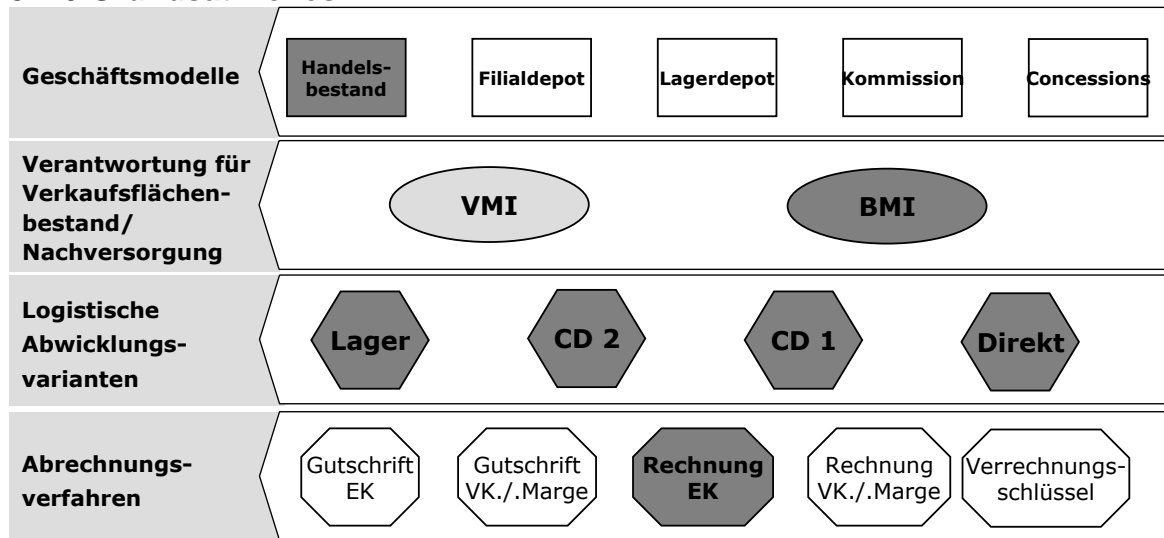 Geschäftsmodelle
Handels-
bestand
Filialdepot
Lagerdepot
Kommission
Concessions
Verantwortung für
Verkaufsflächen-
bestand/
Nachversorgung
VMI
BMI
Logistische
Abwicklungs-
varianten
Lager
CD 2
CD 1
Direkt
Abrechnungs-
verfahren
Gutschrift
EK
Gutschrift
VK./.Marge
Rechnung
EK
Rechnung
VK./.Marge
Verrechnungs-
schlüssel